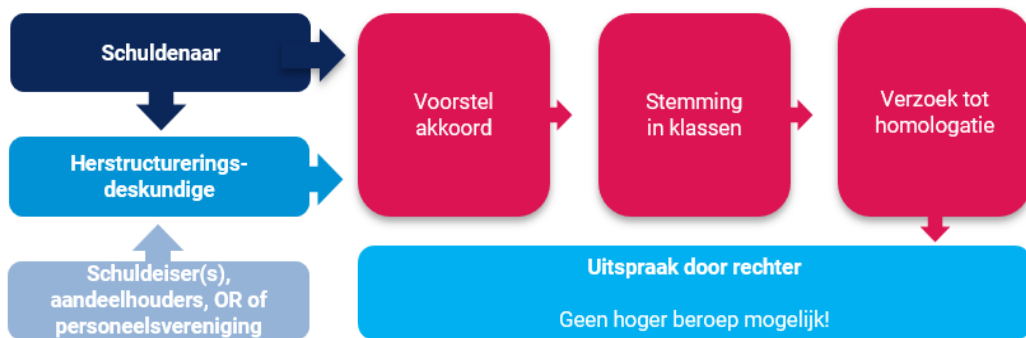 Schuldenaar
Herstructurerings-
deskundige
Schuldeiser(s),
aandeelhouders, OR of
personeelsvereniging
Voorstel
akkoord
Stemming
in klassen
Verzoek tot
homologatie
Uitspraak door rechter
Geen hoger beroep mogelijk!